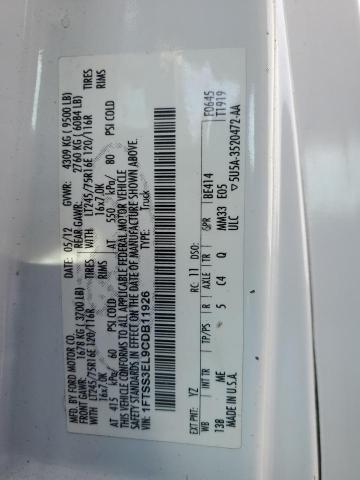 MFD. BY FORD MOTOR CO.
DATE: 05/12 GVWR: 4309 KG (9500 LB)
FRONT GAWR: 1678 KG (3700 LB) REAR GAWR: 2760 KG (6084 LB)
LT245/75R16E 120/116R WITH LT245/75R16E 120/116R TIRES
16x7.0K RIMS 16x7.0K RIMS
AT 415 kPa/ 60 PSI COLD AT 550 kPa/ 80 PSI COLD
THIS VEHICLE CONFORMS TO ALL APPLICABLE FEDERAL MOTOR VEHICLE
SAFETY STANDARDS IN EFFECT ON THE DATE OF MANUFACTURE SHOWN ABOVE.
VIN: 1FTSS3EL9CDB11926
TYPE: Truck
F0645
T1919
EXT PNT: YZ RC: 11 DSO:
WB INT TR TP/PS R AXLE TR GPR BE414
138 ME 5 C4 Q MM33 E05
MADE IN U.S.A. ULC ▽ 5U5A-3520472-AA